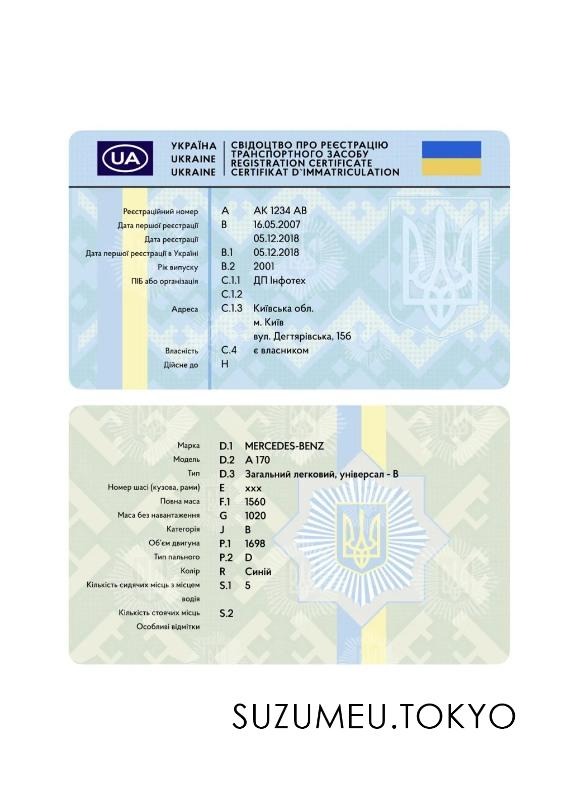 UA
УКРАЇНА СВІДОЦТВО ПРО РЕЄСТРАЦІЮ
UKRAINE ТРАНСПОРТНОГО ЗАСОБУ
REGISTRATION CERTIFICATE
UKRAINE CERTIFIKAT D`IMMATRICULATION
Реєстраційний номер A АК 1234 АВ
Дата першої реєстрації B 16.05.2007
Дата реєстрації 05.12.2018
Дата першої реєстрації в Україні B.1 05.12.2018
Рік випуску B.2 2001
ПІБ або організація C.1.1 ДП Інфотех
C.1.2
Адреса C.1.3 Київська обл.
м. Київ
вул. Дегтярівська, 15б
Власність C.4 є власником
Дійсне до H
Марка D.1 MERCEDES-BENZ
Модель D.2 A 170
Тип D.3 Загальний легковий, універсал - B
Номер шасі (кузова, рами) E xxx
Повна маса F.1 1560
Маса без навантаження G 1020
Категорія J B
Об'єм двигуна P.1 1698
Тип пального P.2 D
Колір R Синій
Кількість сидячих місць з місцем S.1 5
водія
Кількість стоячих місць S.2
Особливі відмітки
SUZUMEU.TOKYO